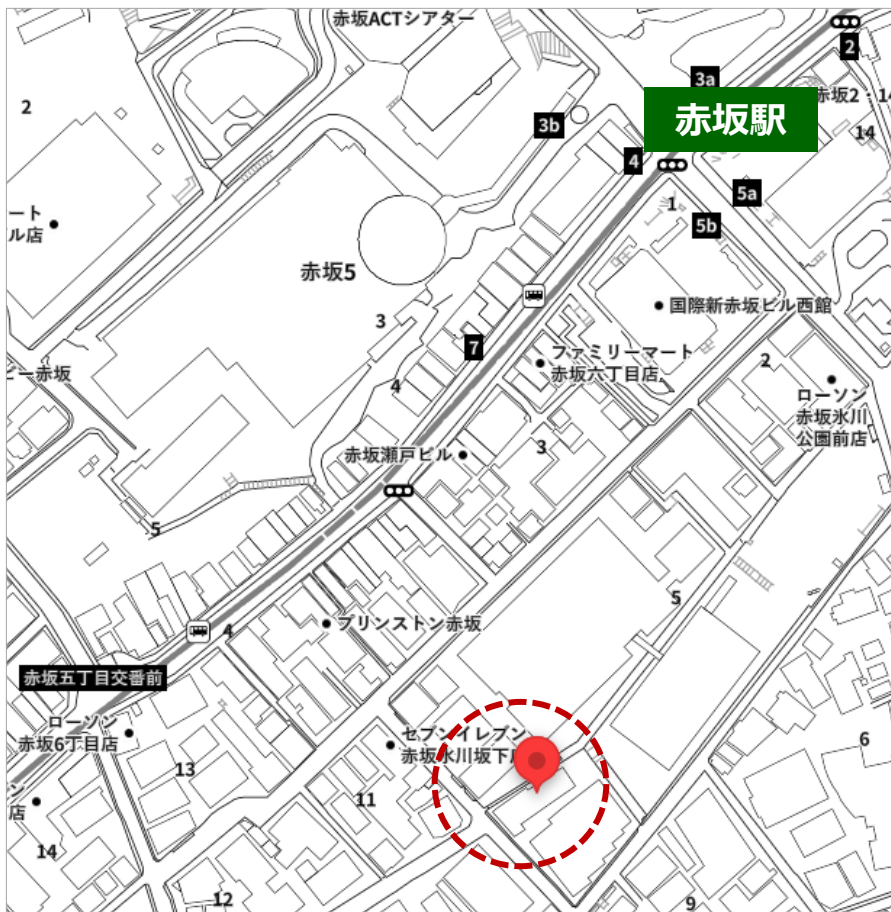 赤坂ACTシアター
2
3a
2
赤坂2・14
赤坂駅
14
3b
4
5a
1
5b
ート
ル店
赤坂5
3
国際新赤坂ビル西館
7
ファミリーマート
赤坂六丁目店
2
ビー赤坂
4
ローソン
赤坂氷川
公園前店
赤坂瀬戸ビル
3
5
5
プリンストン赤坂
4
赤坂五丁目交番前
ローソン
赤坂6丁目店
セブンイレブン
赤坂氷川坂下
6
13
ン
店
11
14
12
9